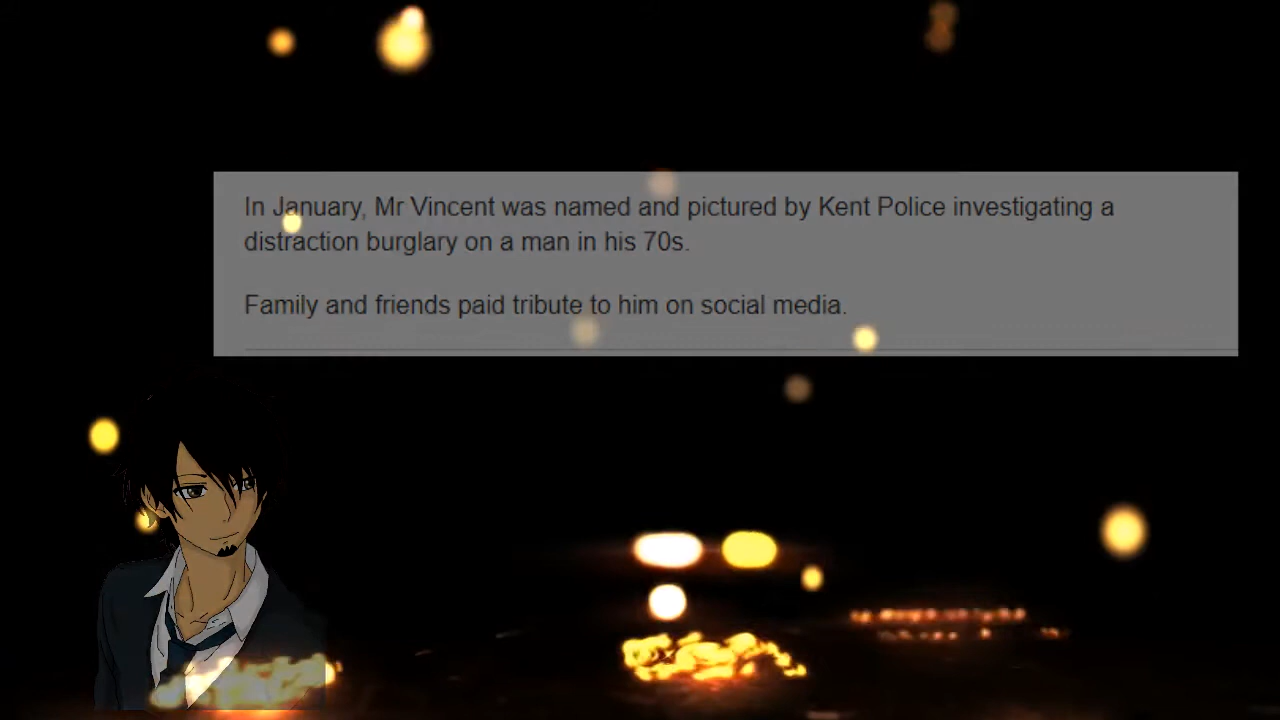 In January, Mr Vincent was named and pictured by Kent Police investigating a
distraction burglary on a man in his 70s.
Family and friends paid tribute to him on social media.